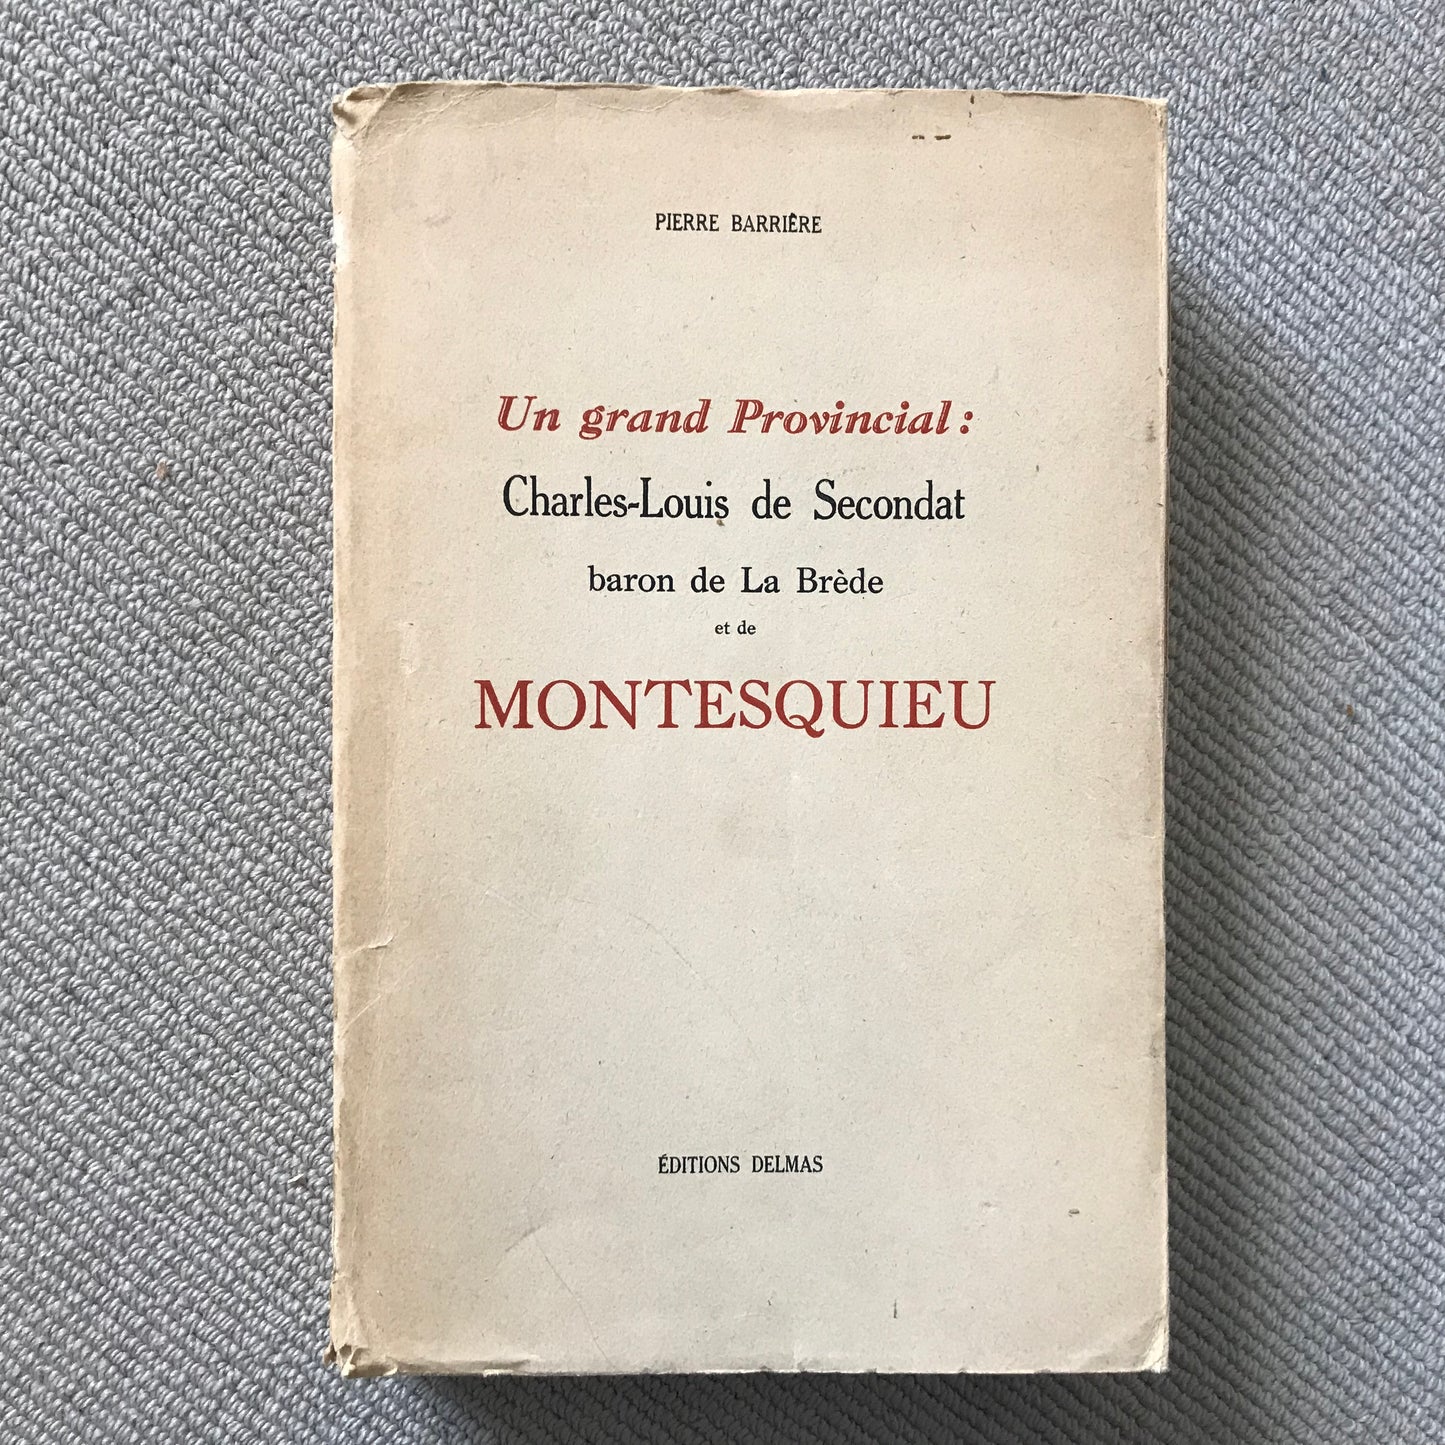 PIERRE BARRIÈRE
Un grand Provincial :
Charles-Louis de Secondat
baron de La Brède
et de
MONTESQUIEU
ÉDITIONS DELMAS